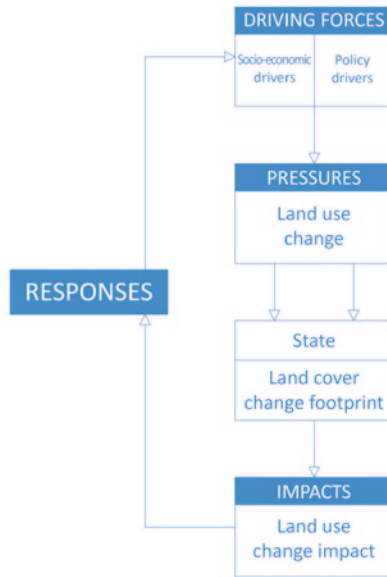 DRIVING FORCES
Socio-economic drivers
Policy drivers
PRESSURES
Land use
change
RESPONSES
State
Land cover
change footprint
IMPACTS
Land use
change impact